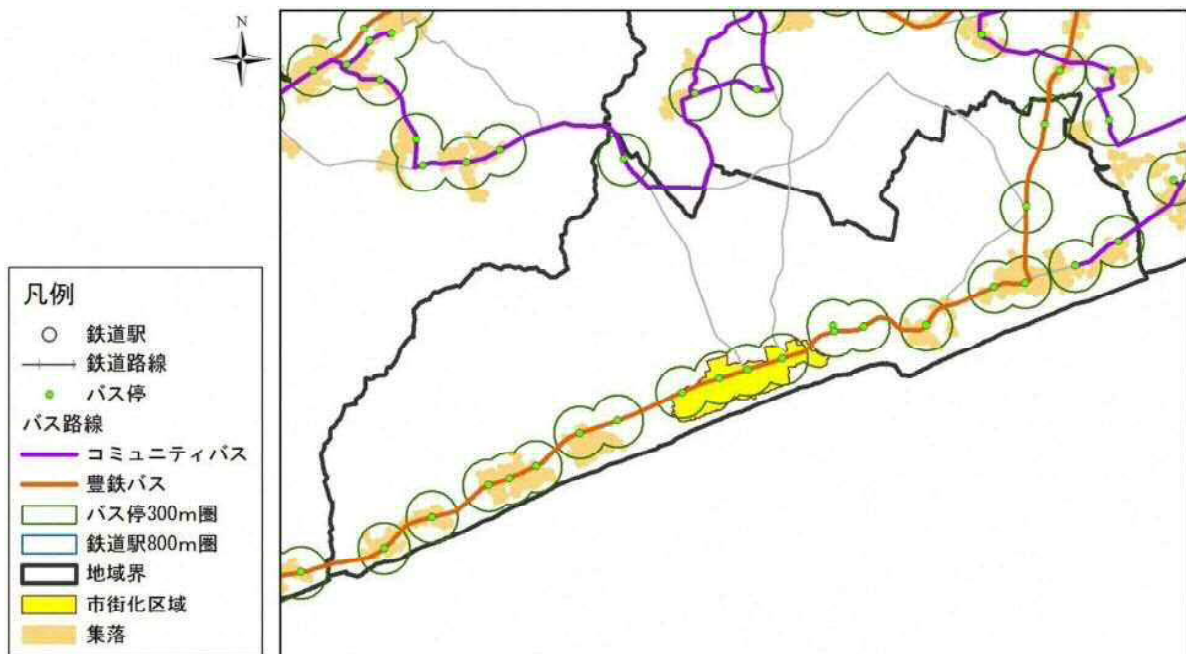 N
凡例
鉄道駅
鉄道路線
バス停
バス路線
コミュニティバス
豊鉄バス
バス停300m圏
鉄道駅800m圏
地域界
市街化区域
集落